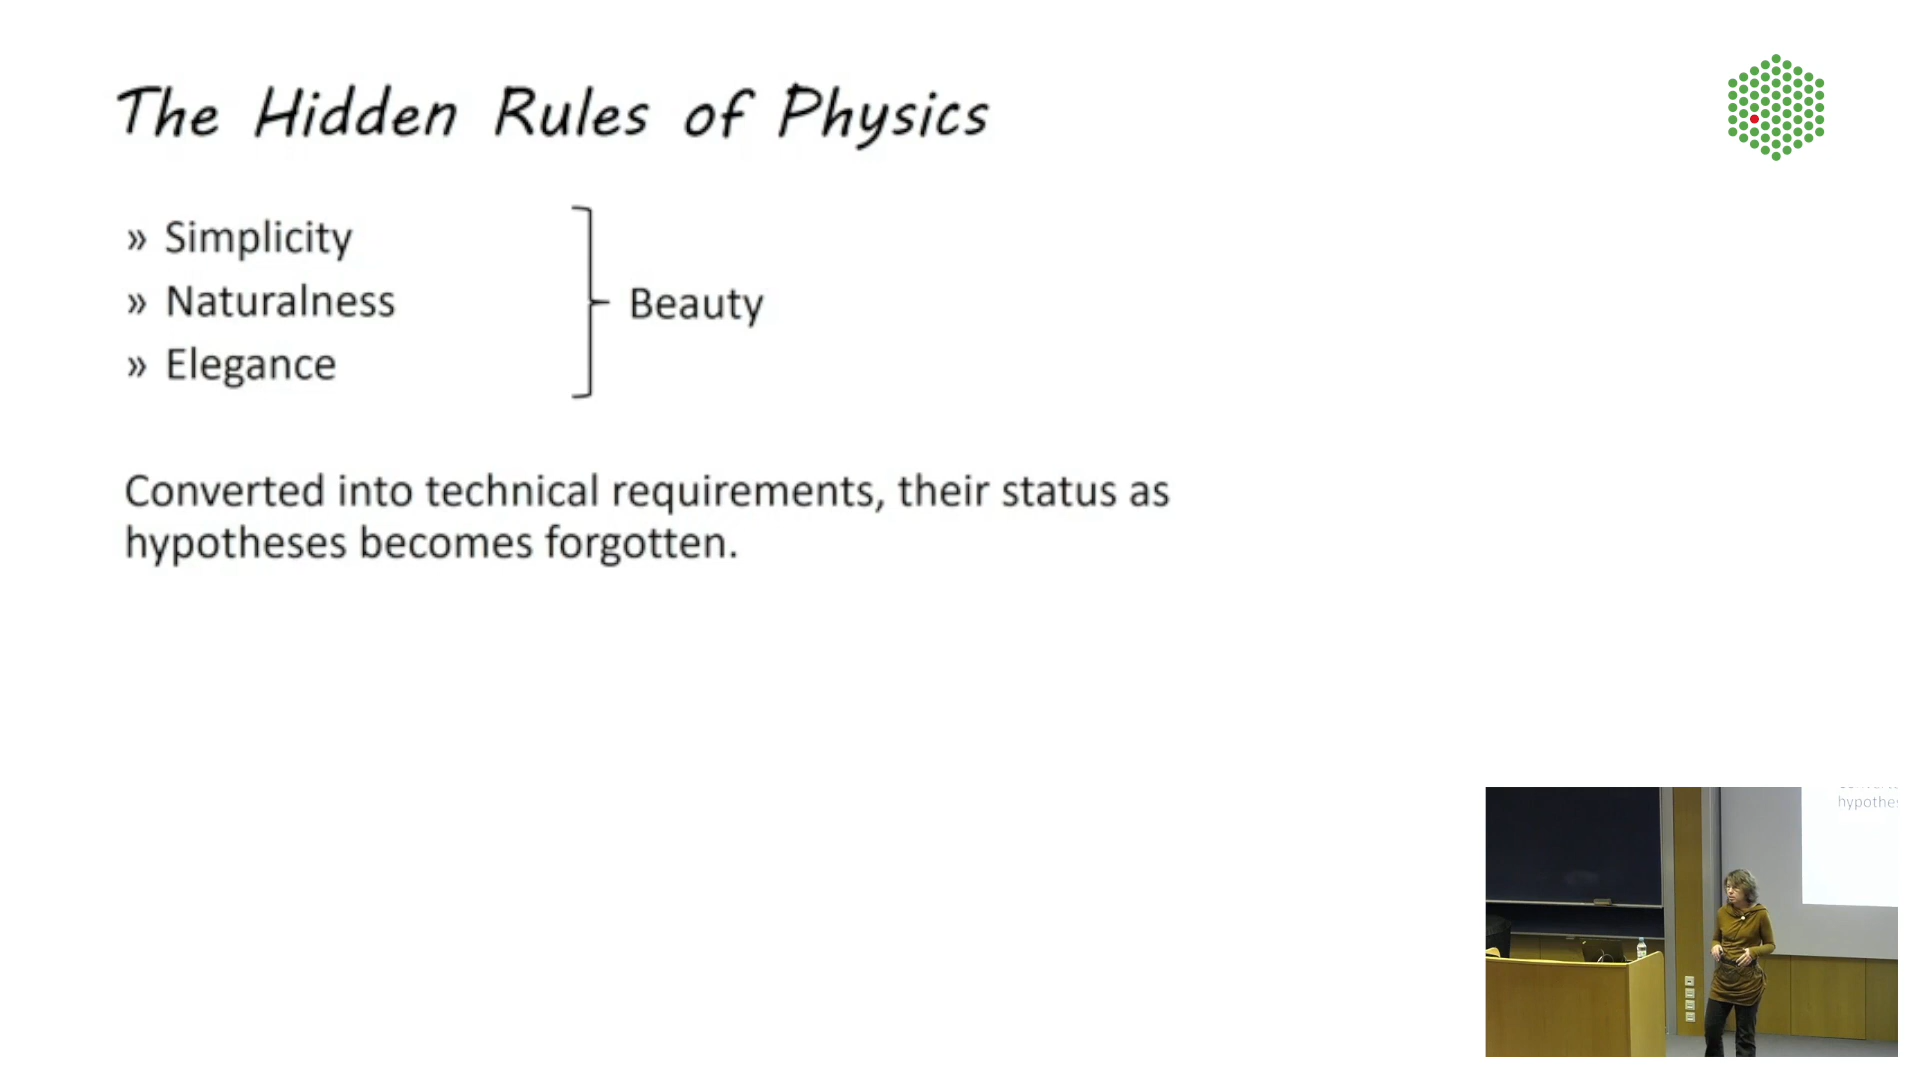 The Hidden Rules of Physics
» Simplicity
» Naturalness
» Elegance
Beauty
Converted into technical requirements, their status as
hypotheses becomes forgotten.